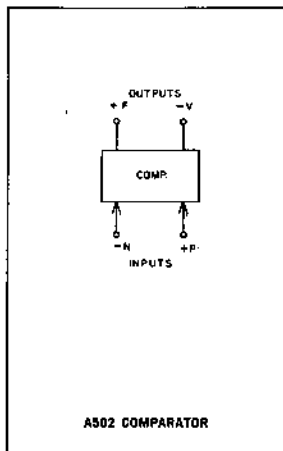 OUTPUTS
+F -V
COMP.
-N +P
INPUTS
A502 COMPARATOR